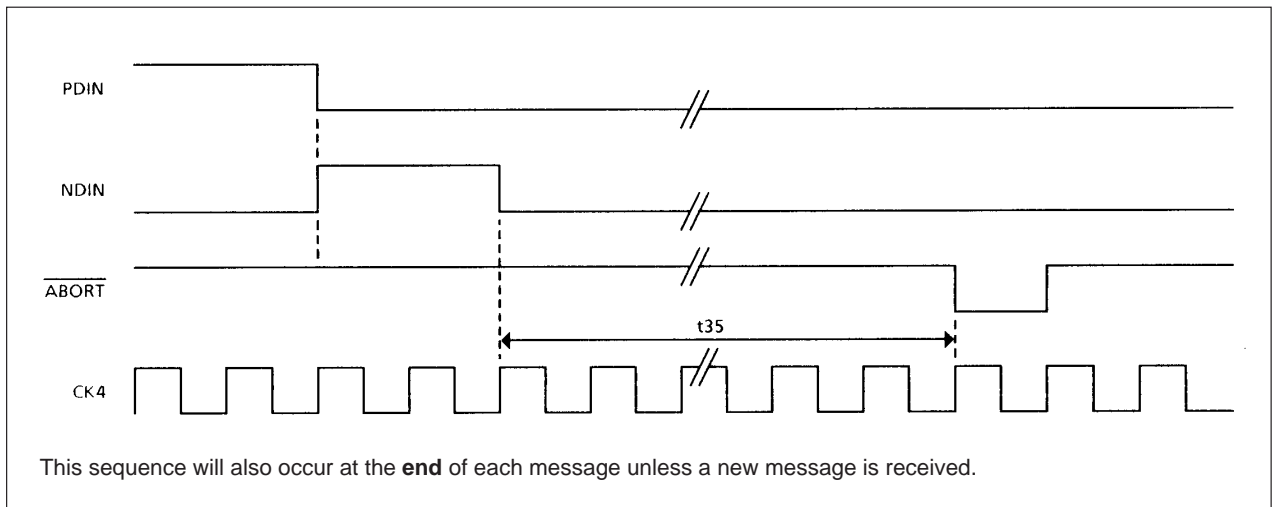 PDIN
NDIN
ABORT
t35
CK4
This sequence will also occur at the end of each message unless a new message is received.